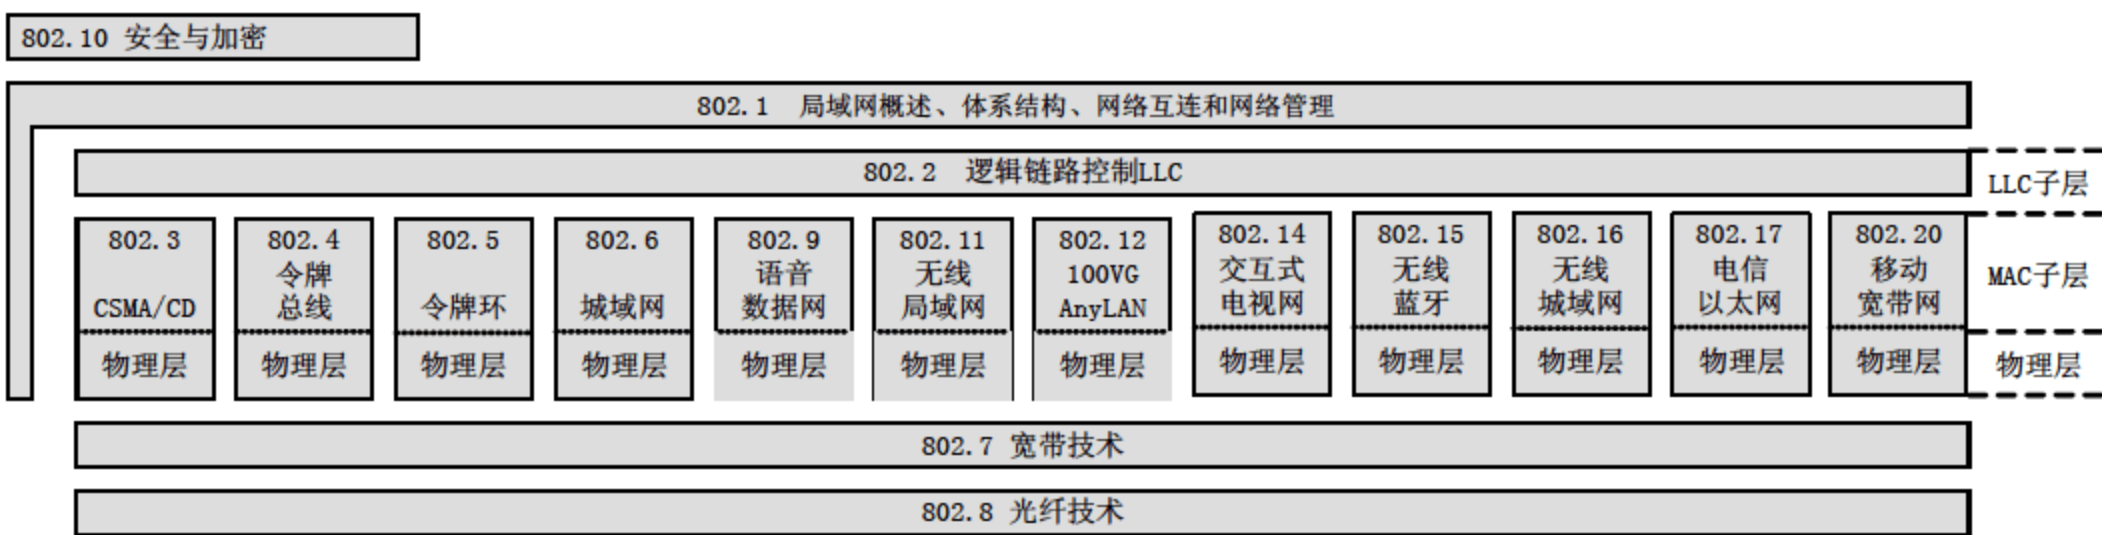 802.10 安全与加密
802.1 局域网概述、体系结构、网络互连和网络管理
802.2 逻辑链路控制LLC
LLC子层
802.3
CSMA/CD
物理层
802.4
令牌
总线
物理层
802.5
令牌环
物理层
802.6
城域网
物理层
802.9
语音
数据网
物理层
802.11
无线
局域网
物理层
802.12
100VG
AnyLAN
物理层
802.14
交互式
电视网
物理层
802.15
无线
蓝牙
物理层
802.16
无线
城域网
物理层
802.17
电信
以太网
物理层
802.20
移动
宽带网
物理层
MAC子层
物理层
802.7 宽带技术
802.8 光纤技术